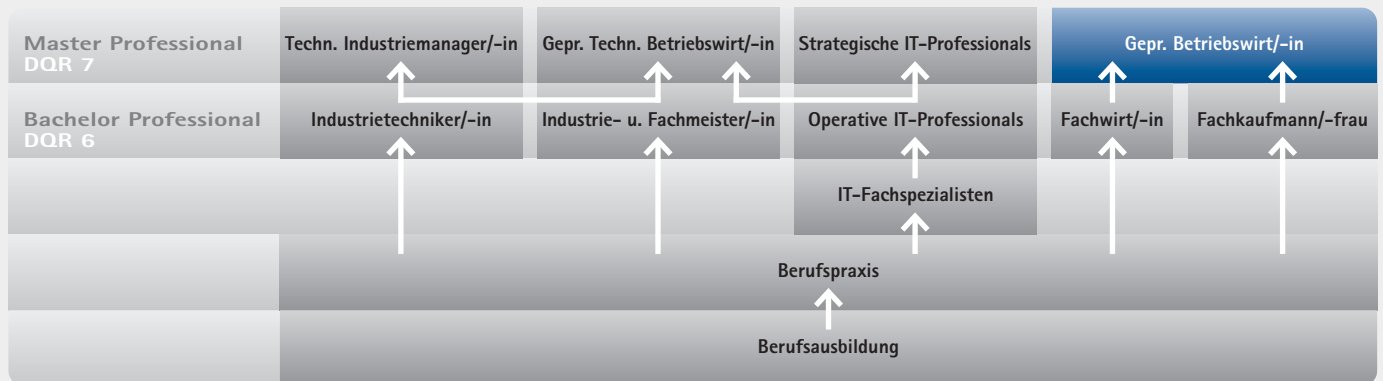 Master Professional
DQR 7
Techn. Industriemanager/-in
Gepr. Techn. Betriebswirt/-in
Strategische IT-Professionals
Gepr. Betriebswirt/-in
Bachelor Professional
DQR 6
Industrietechniker/-in
Industrie- u. Fachmeister/-in
Operative IT-Professionals
Fachwirt/-in
Fachkaufmann/-frau
IT-Fachspezialisten
Berufspraxis
Berufsausbildung